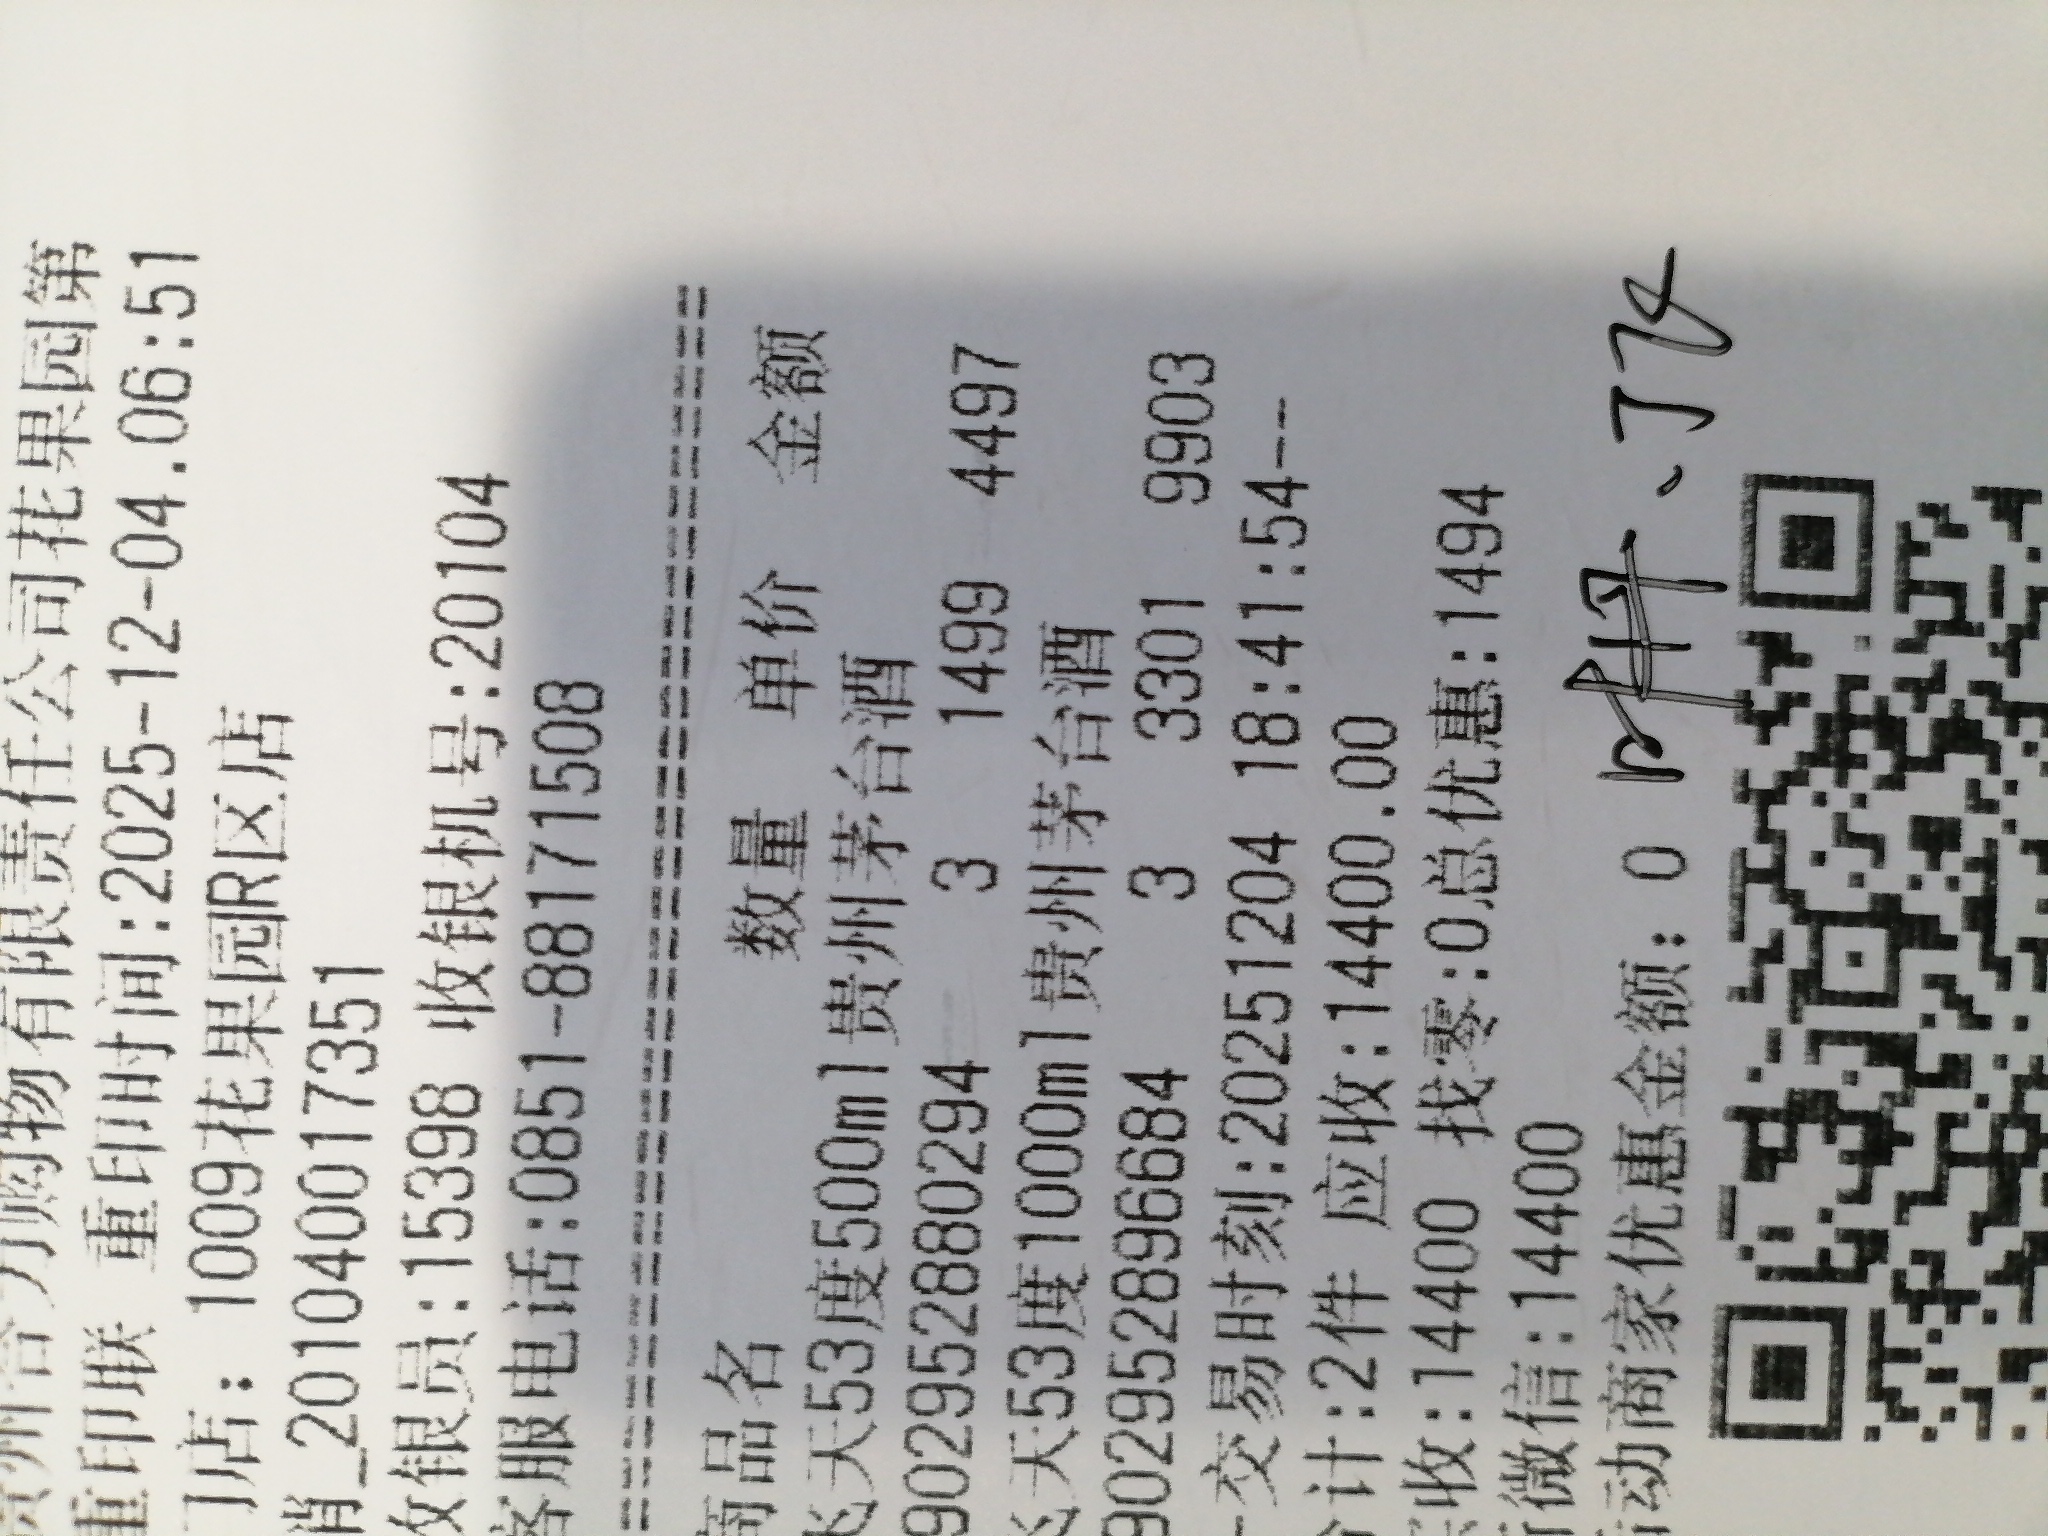 贵州合力购物有限责任公司花果园第
重印联 重印时间:2025-12-04.06:51
门店: 1009花果园R区店
肖_201040017351
收银员:15398 收银机号:20104
客服电话:0851-88171508
================================
商品名 数量 单价 金额
飞天53度500ml贵州茅台酒
902952880294 3 1499 4497
飞天53度1000ml贵州茅台酒
902952896684 3 3301 9903
-交易时刻:20251204 18:41:54--
合计:2件 应收:14400.00
实收:14400 找零:0总优惠:1494
微信:14400
活动商家优惠金额: 0